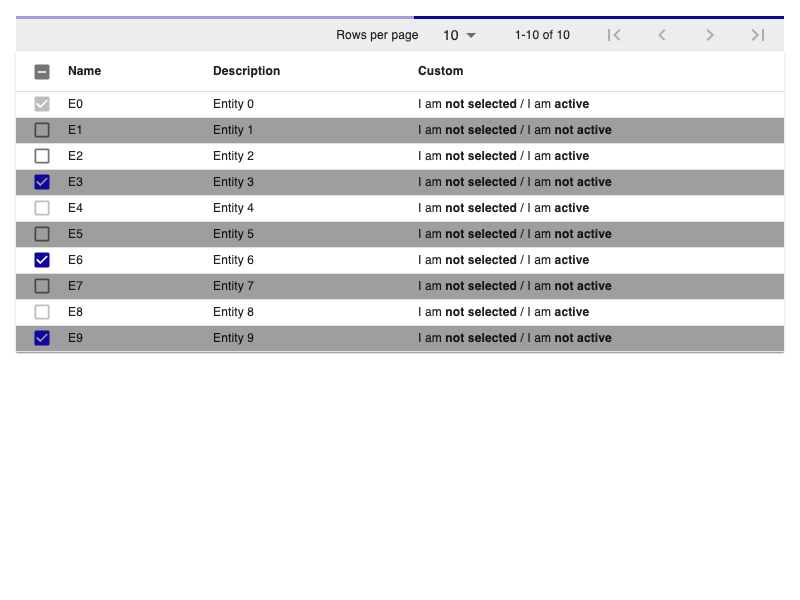 Rows per page 10 1-10 of 10
Name Description Custom
E0 Entity 0 I am not selected / I am active
E1 Entity 1 I am not selected / I am not active
E2 Entity 2 I am not selected / I am active
E3 Entity 3 I am not selected / I am not active
E4 Entity 4 I am not selected / I am active
E5 Entity 5 I am not selected / I am not active
E6 Entity 6 I am not selected / I am active
E7 Entity 7 I am not selected / I am not active
E8 Entity 8 I am not selected / I am active
E9 Entity 9 I am not selected / I am not active